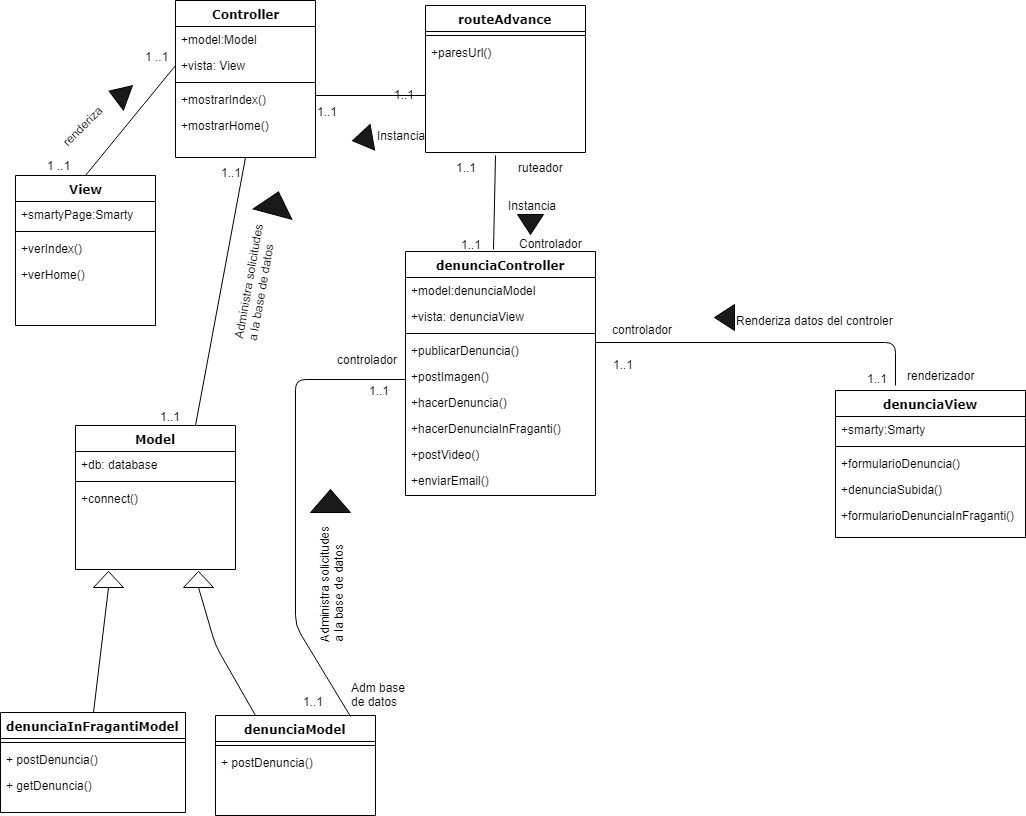 Controller
+model:Model
+vista: View
+mostrarIndex()
+mostrarHome()
routeAdvance
+paresUrl()
1 ..1
renderiza
1 ..1
1..1
1..1
Instancia
View
+smartyPage:Smarty
+verIndex()
+verHome()
1..1
Administra solicitudes
a la base de datos
1..1
1..1
ruteador
Instancia
1..1
Controlador
denunciaController
+model:denunciaModel
+vista: denunciaView
+publicarDenuncia()
+postImagen()
+hacerDenuncia()
+hacerDenunciaInFraganti()
+postVideo()
+enviarEmail()
controlador
1..1
Renderiza datos del controler
1..1
renderizador
denunciaView
+smarty:Smarty
+formularioDenuncia()
+denunciaSubida()
+formularioDenunciaInFraganti()
controlador
1..1
Model
+db: database
+connect()
Administra solicitudes
a la base de datos
1..1
Adm base
de datos
denunciaInFragantiModel
+ postDenuncia()
+ getDenuncia()
denunciaModel
+ postDenuncia()